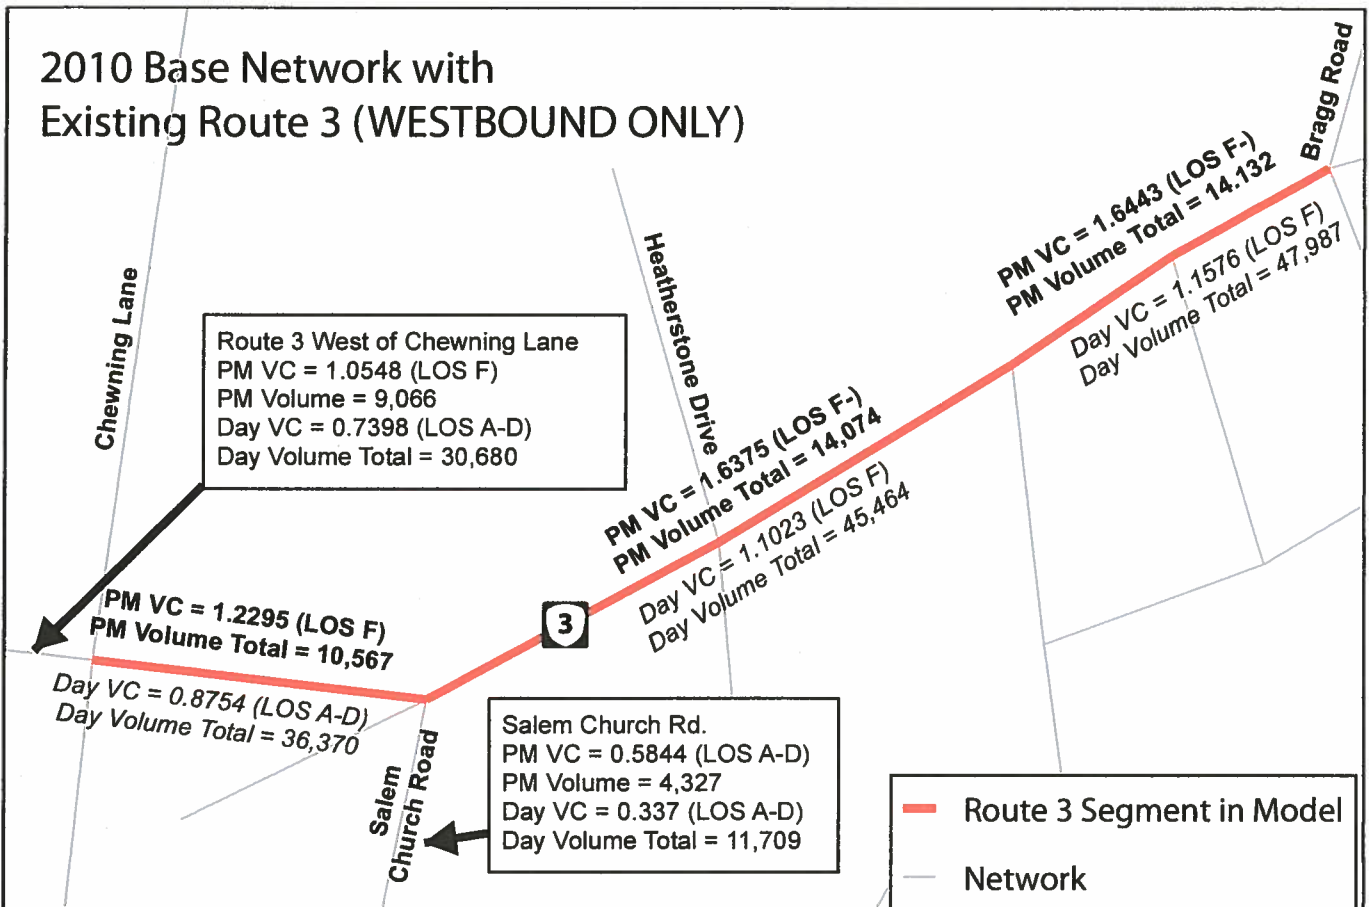 2010 Base Network with
Existing Route 3 (WESTBOUND ONLY)
Bragg Road
PM VC = 1.6443 (LOS F-)
PM Volume Total = 14.132
Day VC = 1.1576 (LOS F)
Day Volume Total = 47,987
Heatherstone Drive
Chewning Lane
Route 3 West of Chewning Lane
PM VC = 1.0548 (LOS F)
PM Volume = 9,066
Day VC = 0.7398 (LOS A-D)
Day Volume Total = 30,680
PM VC = 1.6375 (LOS F-)
PM Volume Total = 14,074
Day VC = 1.1023 (LOS F)
Day Volume Total = 45,464
3
PM VC = 1.2295 (LOS F)
PM Volume Total = 10,567
Day VC = 0.8754 (LOS A-D)
Day Volume Total = 36,370
Salem
Church Road
Salem Church Rd.
PM VC = 0.5844 (LOS A-D)
PM Volume = 4,327
Day VC = 0.337 (LOS A-D)
Day Volume Total = 11,709
Route 3 Segment in Model
Network